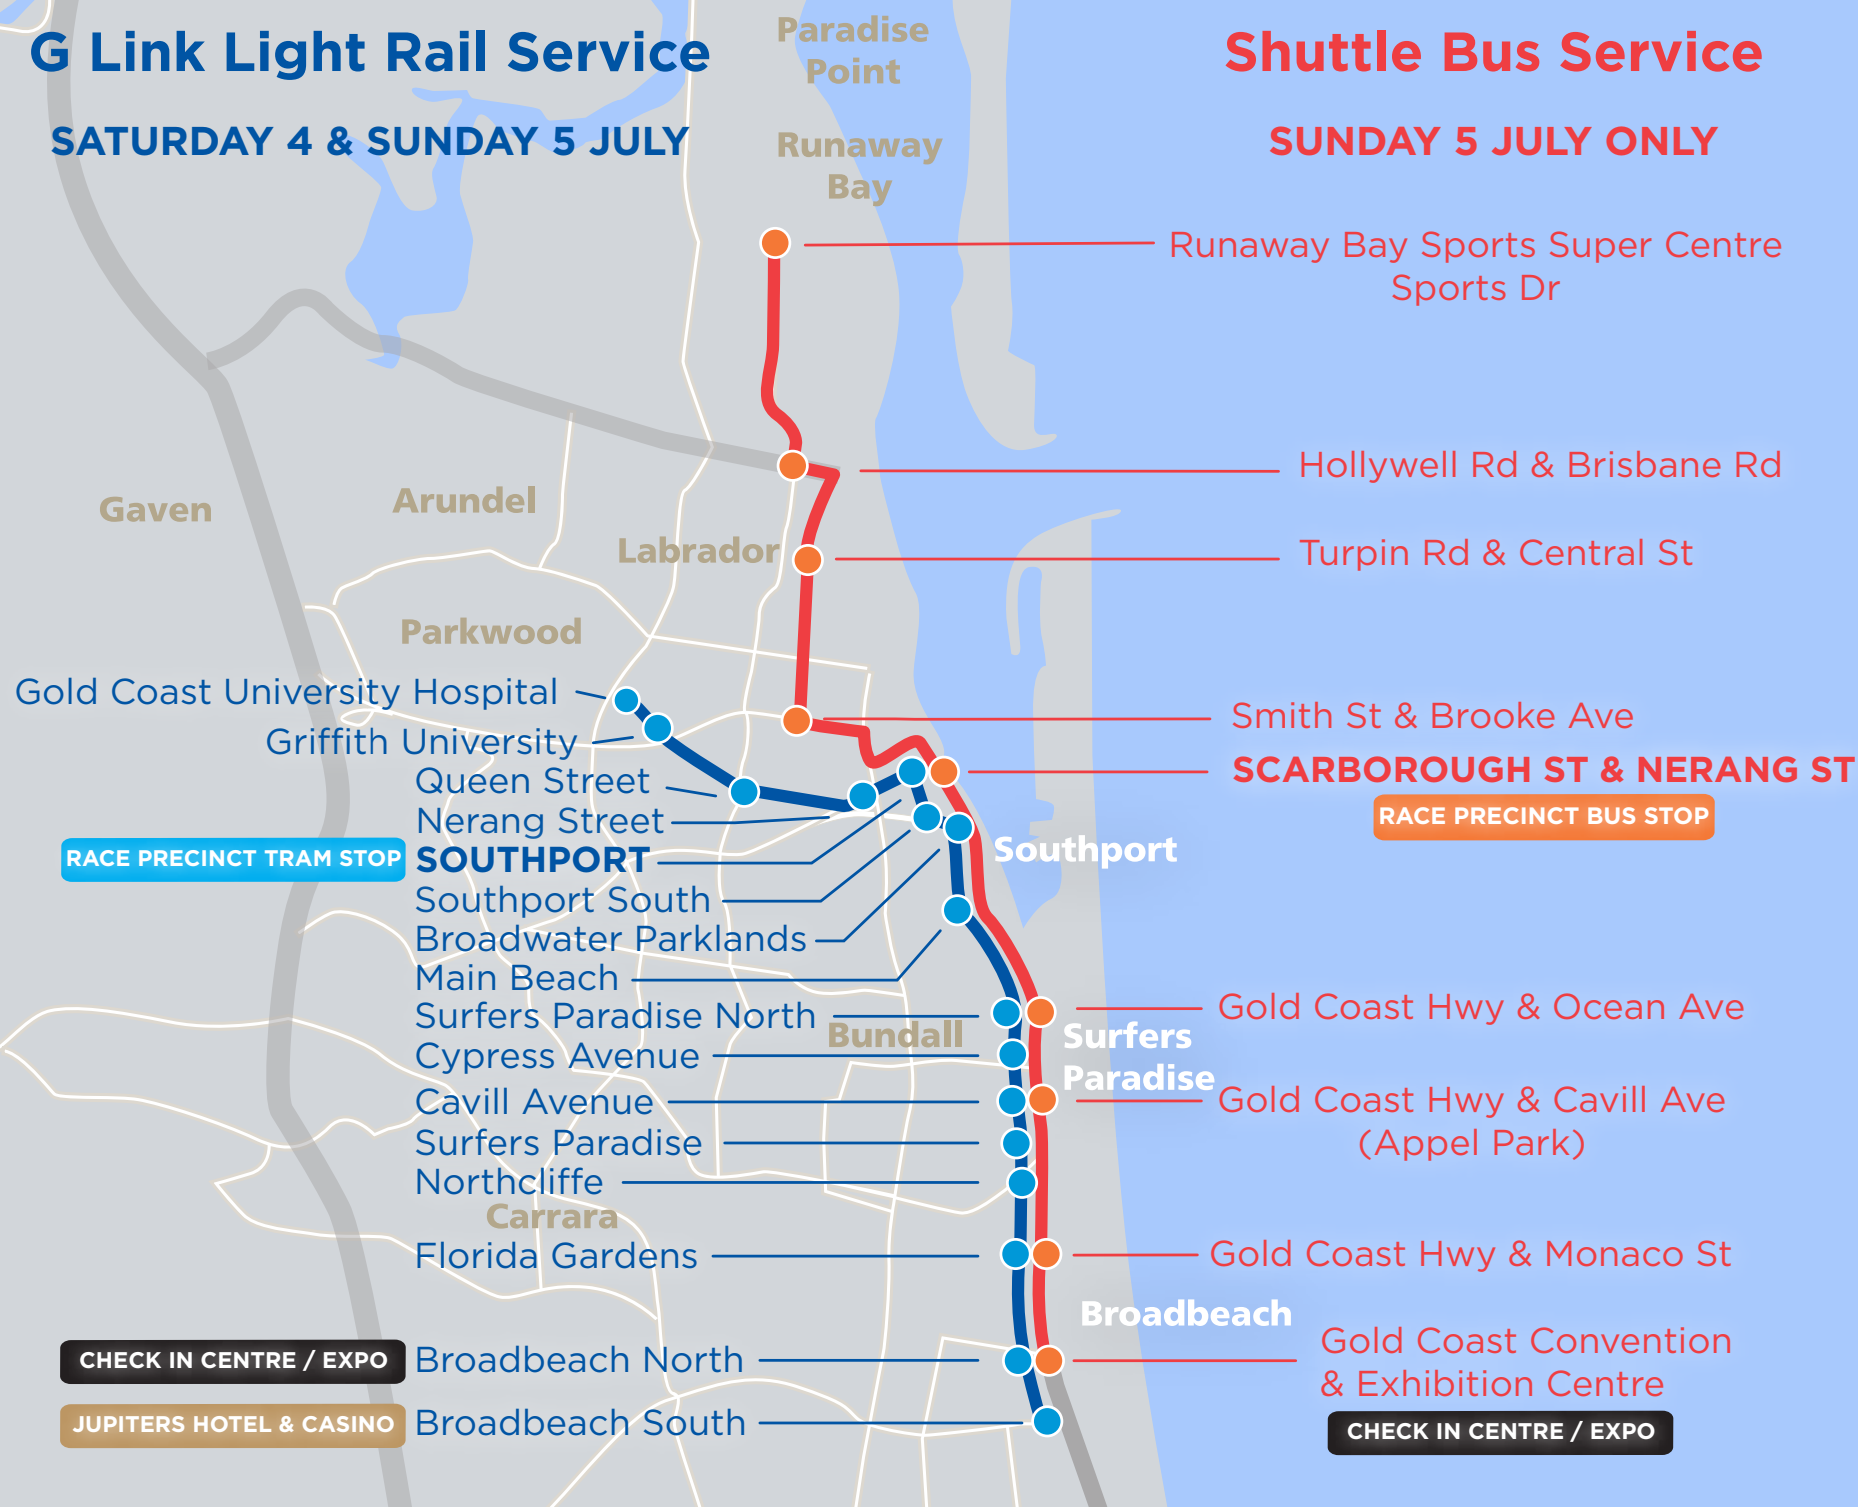 G Link Light Rail Service
SATURDAY 4 & SUNDAY 5 JULY
Shuttle Bus Service
SUNDAY 5 JULY ONLY
Paradise
Point
Runaway
Bay
Runaway Bay Sports Super Centre
Sports Dr
Hollywell Rd & Brisbane Rd
Gaven
Arundel
Labrador
Turpin Rd & Central St
Parkwood
Gold Coast University Hospital
Griffith University
Queen Street
Nerang Street
RACE PRECINCT TRAM STOP
SOUTHPORT
Southport South
Broadwater Parklands
Main Beach
Surfers Paradise North
Cypress Avenue
Cavill Avenue
Surfers Paradise
Northcliffe
Carrara
Florida Gardens
CHECK IN CENTRE / EXPO
Broadbeach North
JUPITERS HOTEL & CASINO
Broadbeach South
Smith St & Brooke Ave
SCARBOROUGH ST & NERANG ST
RACE PRECINCT BUS STOP
Southport
Bundall
Surfers
Paradise
Gold Coast Hwy & Ocean Ave
Gold Coast Hwy & Cavill Ave
(Appel Park)
Gold Coast Hwy & Monaco St
Broadbeach
Gold Coast Convention
& Exhibition Centre
CHECK IN CENTRE / EXPO